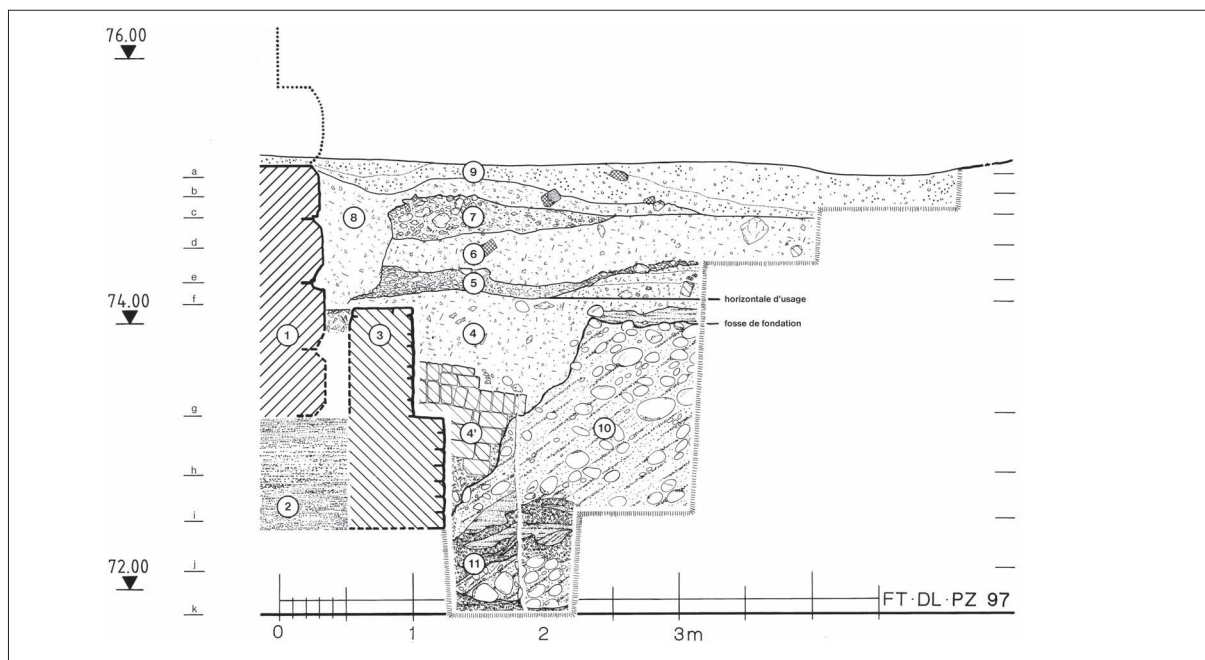 76.00
a
9
b
8
7
c
d
6
e
5
f
horizontale d'usage
74.00
fosse de fondation
1
3
4
g
4'
10
h
2
i
11
j
72.00
FT·DL·PZ 97
k
0 1 2 3m